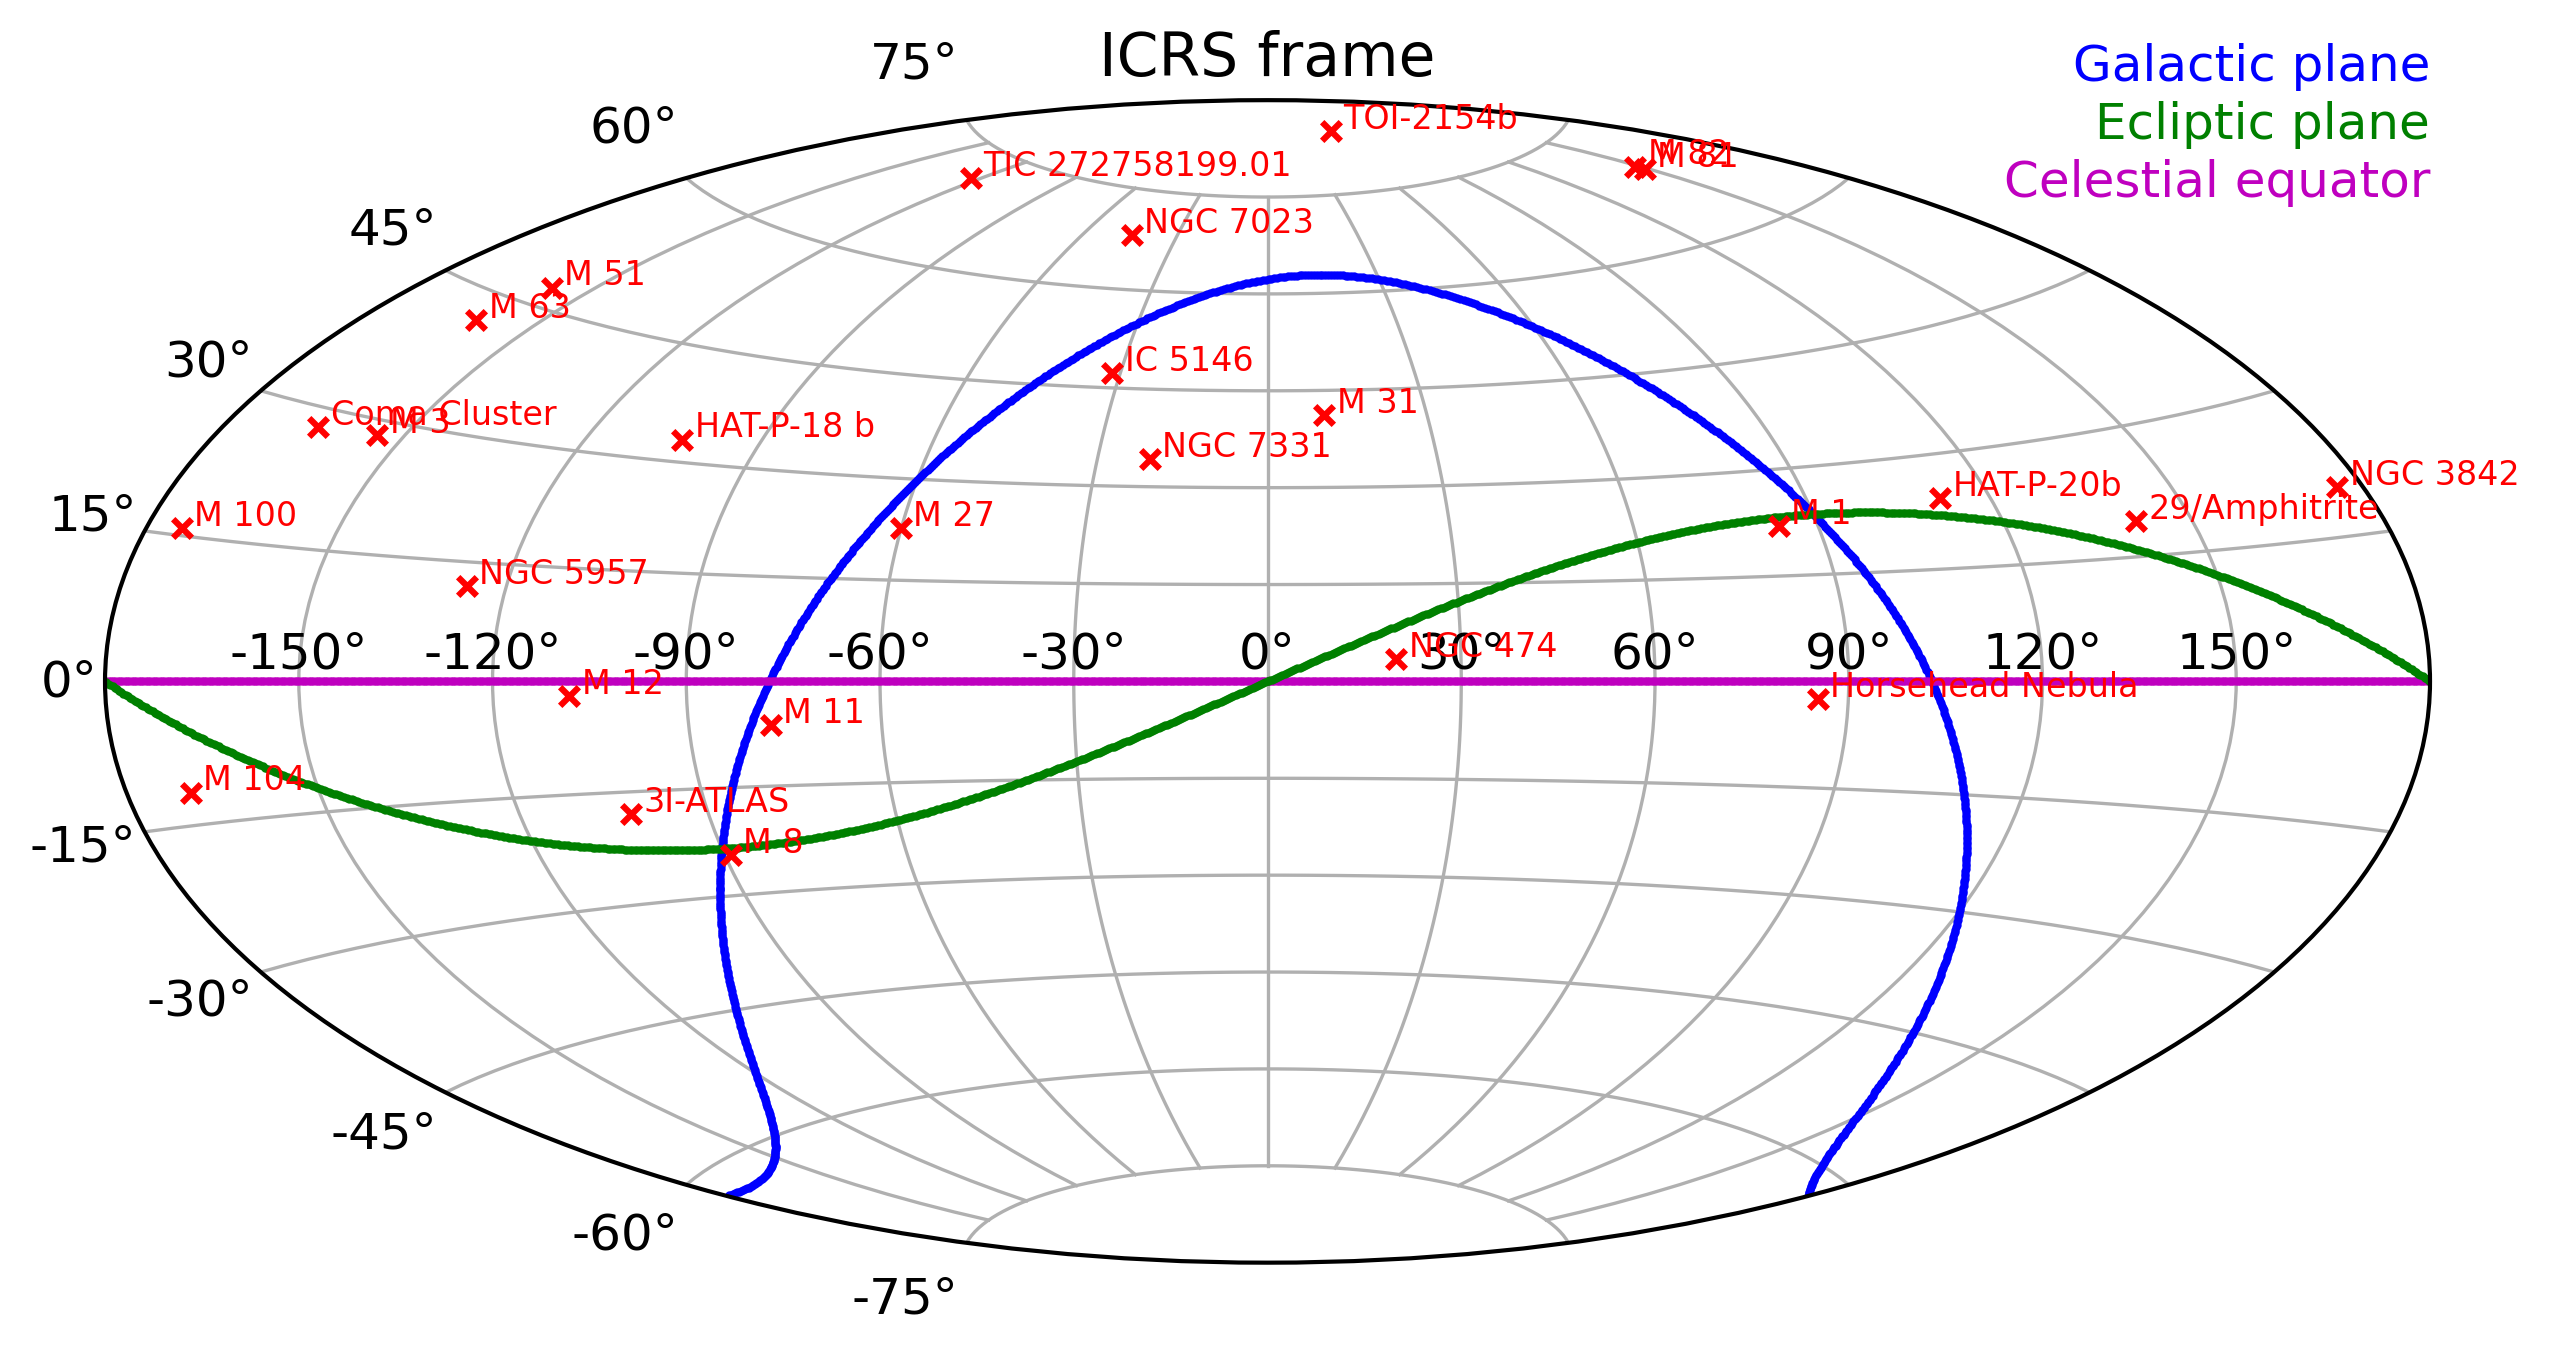 ICRS frame
Galactic plane
Ecliptic plane
Celestial equator
75°
60°
45°
30°
15°
0°
-15°
-30°
-45°
-60°
-75°
-150°
-120°
-90°
-60°
-30°
0°
30°
60°
90°
120°
150°
TOI-2154b
M 82
M 81
TIC 272758199.01
NGC 7023
M 51
M 63
IC 5146
M 31
Coma Cluster
M 3
HAT-P-18 b
NGC 7331
NGC 3842
HAT-P-20b
29/Amphitrite
M 1
M 100
M 27
NGC 5957
NGC 474
M 12
Horsehead Nebula
M 11
M 104
3I-ATLAS
M 8